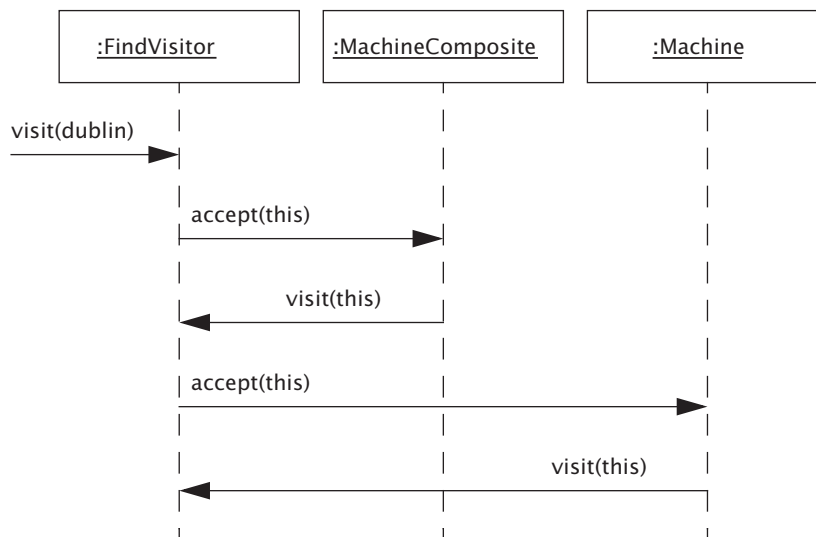 :FindVisitor
:MachineComposite
:Machine
visit(dublin)
accept(this)
visit(this)
accept(this)
visit(this)